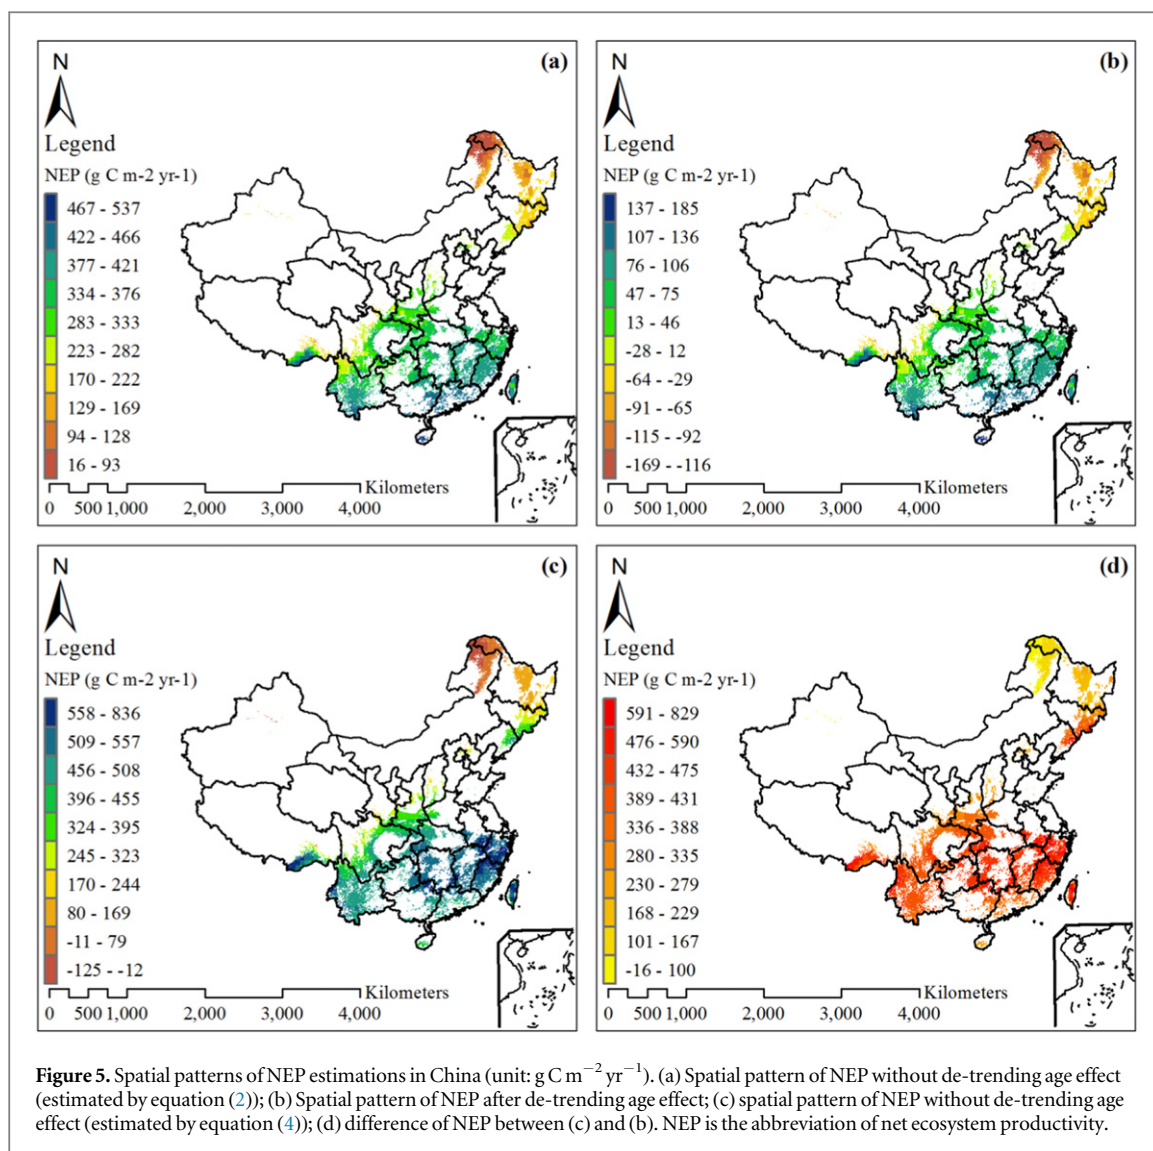 N
(a)
Legend
NEP (g C m-2 yr-1)
467 - 537
422 - 466
377 - 421
334 - 376
283 - 333
223 - 282
170 - 222
129 - 169
94 - 128
16 - 93
Kilometers
0 500 1,000 2,000 3,000 4,000
N
(b)
Legend
NEP (g C m-2 yr-1)
137 - 185
107 - 136
76 - 106
47 - 75
13 - 46
-28 - 12
-64 - -29
-91 - -65
-115 - -92
-169 - -116
Kilometers
0 500 1,000 2,000 3,000 4,000
N
(c)
Legend
NEP (g C m-2 yr-1)
558 - 836
509 - 557
456 - 508
396 - 455
324 - 395
245 - 323
170 - 244
80 - 169
-11 - 79
-125 - -12
Kilometers
0 500 1,000 2,000 3,000 4,000
N
(d)
Legend
NEP (g C m-2 yr-1)
591 - 829
476 - 590
432 - 475
389 - 431
336 - 388
280 - 335
230 - 279
168 - 229
101 - 167
-16 - 100
Kilometers
0 500 1,000 2,000 3,000 4,000
Figure 5. Spatial patterns of NEP estimations in China (unit: g C m−2 yr−1). (a) Spatial pattern of NEP without de-trending age effect
(estimated by equation (2)); (b) Spatial pattern of NEP after de-trending age effect; (c) spatial pattern of NEP without de-trending age
effect (estimated by equation (4)); (d) difference of NEP between (c) and (b). NEP is the abbreviation of net ecosystem productivity.